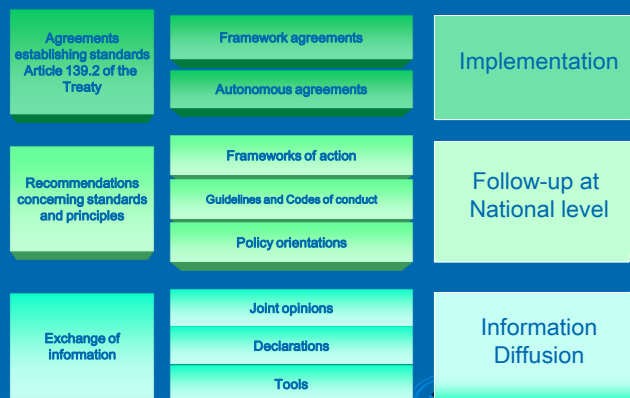 Agreements
establishing standards
Article 139.2 of the
Treaty
Framework agreements
Autonomous agreements
Implementation
Recommendations
concerning standards
and principles
Frameworks of action
Guidelines and Codes of conduct
Policy orientations
Follow-up at
National level
Exchange of
information
Joint opinions
Declarations
Tools
Information
Diffusion